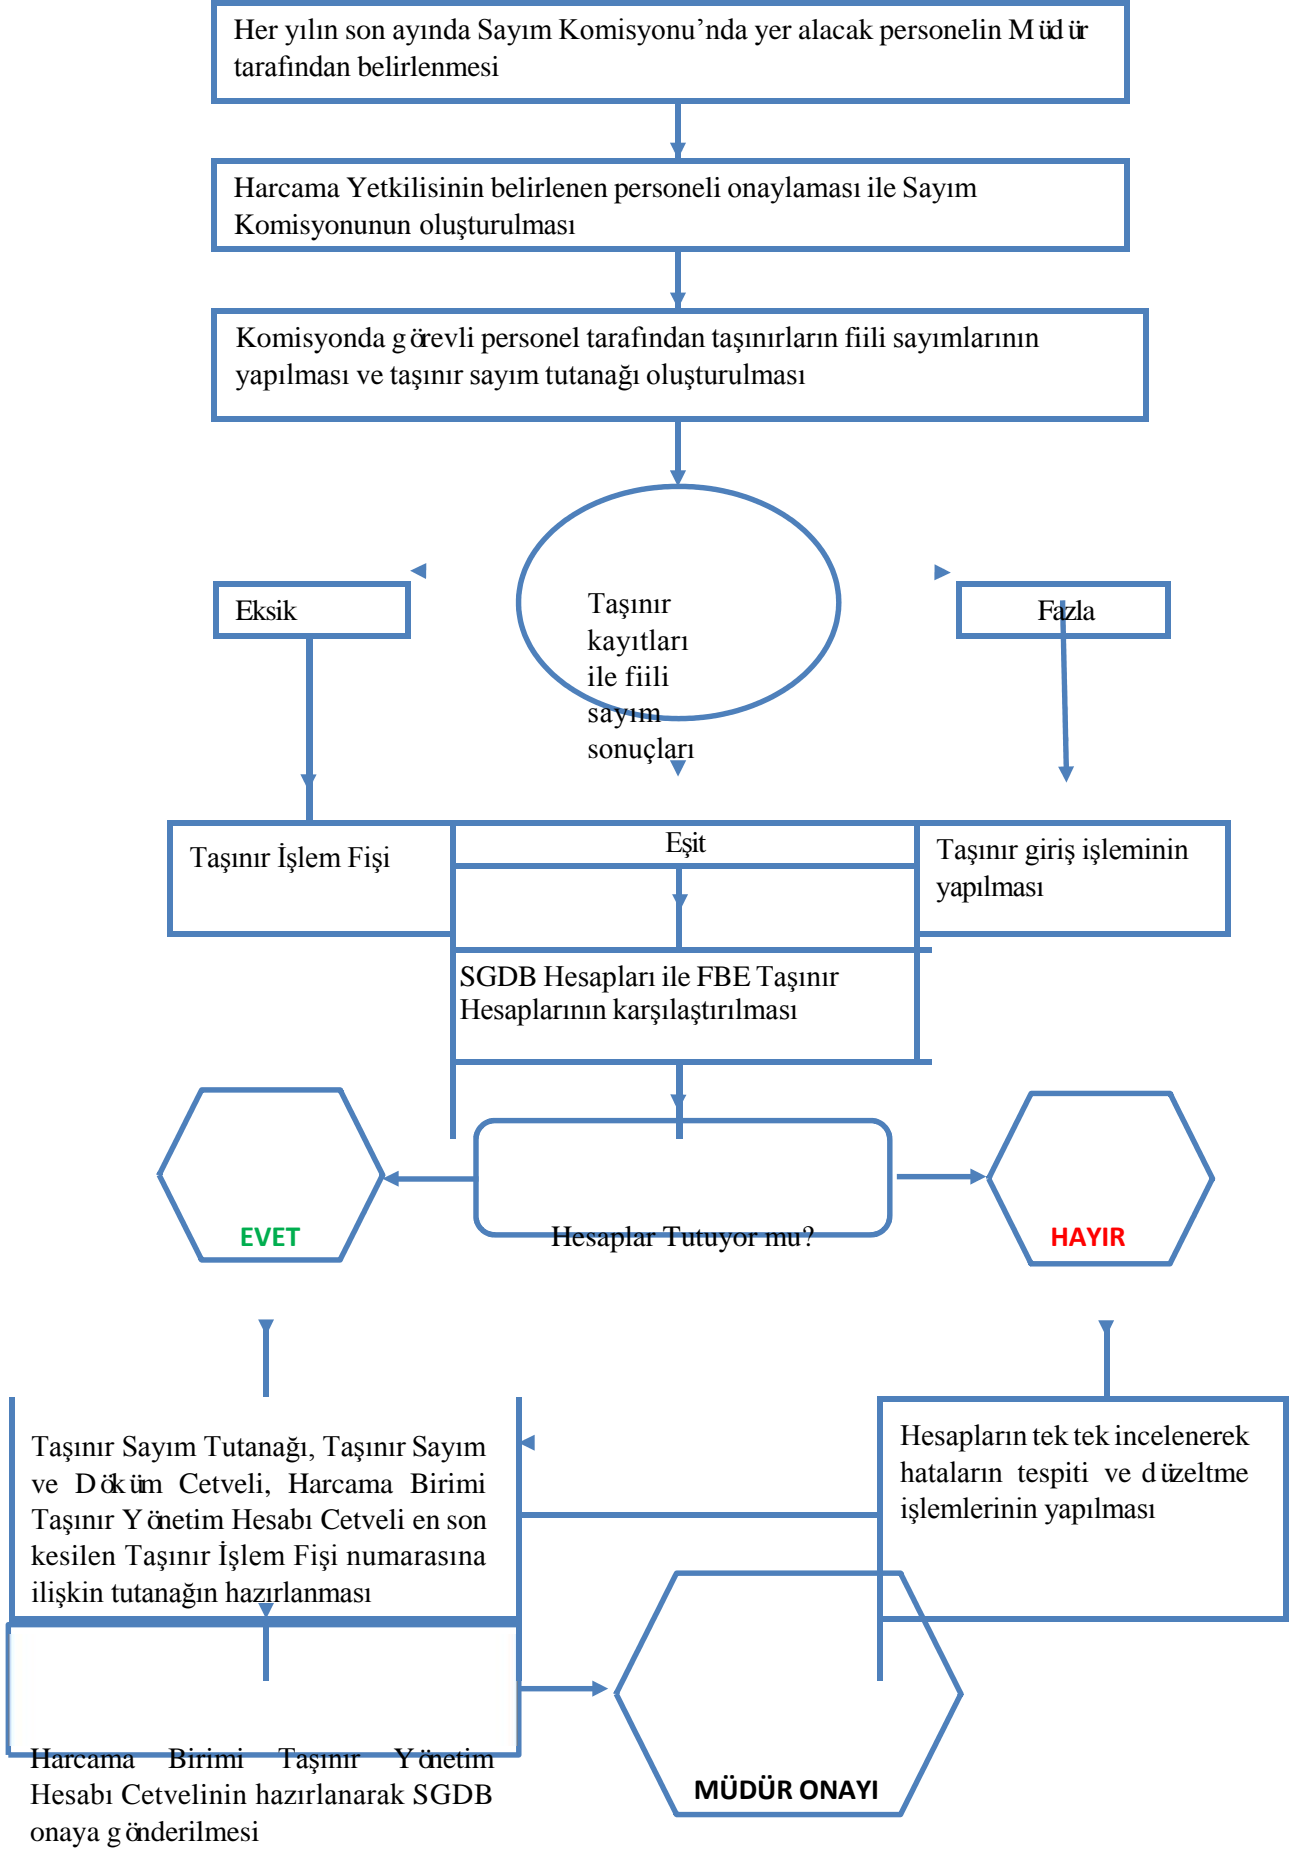 Her yılın son ayında Sayım Komisyonu’nda yer alacak personelin Müdür
tarafından belirlenmesi
Harcama Yetkilisinin belirlenen personeli onaylaması ile Sayım
Komisyonunun oluşturulması
Komisyonda görevli personel tarafından taşınırların fiili sayımlarının
yapılması ve taşınır sayım tutanağı oluşturulması
Eksik
Taşınır
kayıtları
ile fiili
sayım
sonuçları
Fazla
Taşınır İşlem Fişi
Eşit
Taşınır giriş işleminin
yapılması
SGDB Hesapları ile FBE Taşınır
Hesaplarının karşılaştırılması
EVET
Hesaplar Tutuyor mu?
HAYIR
Taşınır Sayım Tutanağı, Taşınır Sayım
ve Döküm Cetveli, Harcama Birimi
Taşınır Yönetim Hesabı Cetveli en son
kesilen Taşınır İşlem Fişi numarasına
ilişkin tutanağın hazırlanması
Hesapların tek tek incelenerek
hataların tespiti ve düzeltme
işlemlerinin yapılması
Harcama Birimi Taşınır Yönetim
Hesabı Cetvelinin hazırlanarak SGDB
onaya gönderilmesi
MÜDÜR ONAYI